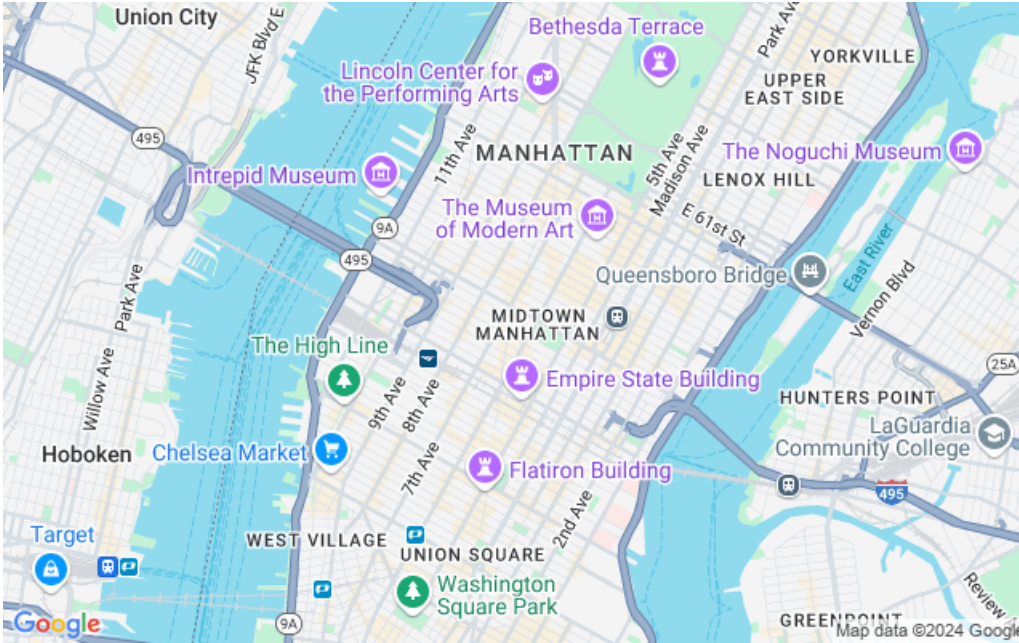 Union City
JFK Blvd E
Bethesda Terrace
Park Ave
YORKVILLE
Lincoln Center for
the Performing Arts
UPPER
EAST SIDE
495
11th Ave
MANHATTAN
5th Ave
Madison Ave
The Noguchi Museum
Intrepid Museum
LENOX HILL
The Museum
of Modern Art
E 61st St
9A
495
Queensboro Bridge
East River
Vernon Blvd
Park Ave
MIDTOWN
MANHATTAN
The High Line
25A
Willow Ave
9th Ave
8th Ave
Empire State Building
HUNTERS POINT
LaGuardia
Community College
Hoboken
Chelsea Market
7th Ave
Flatiron Building
495
2nd Ave
Target
WEST VILLAGE
UNION SQUARE
Washington
Square Park
Review
9A
GREENPOINT
Google
Map data ©2024 Google